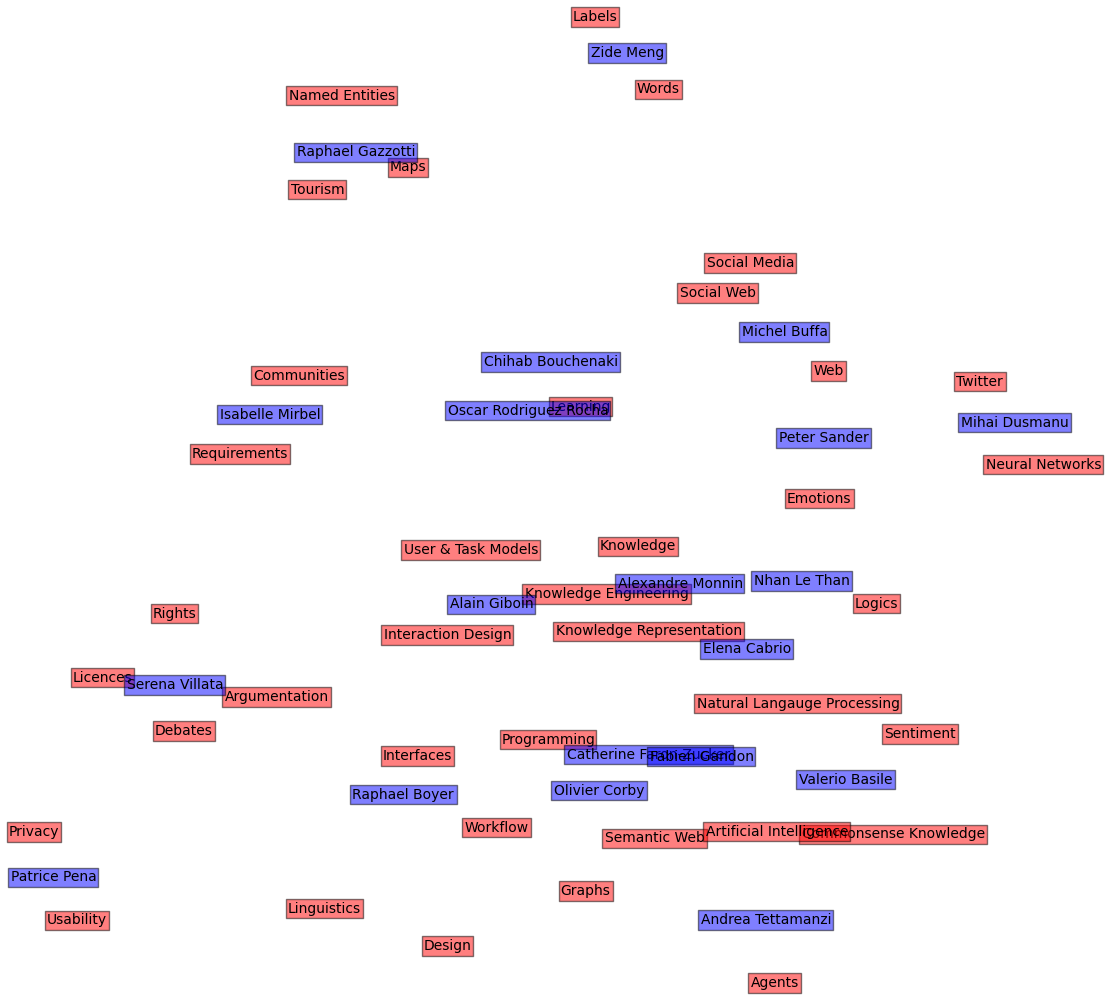 Labels
Zide Meng
Words
Named Entities
Raphael Gazzotti
Maps
Tourism
Social Media
Social Web
Michel Buffa
Chihab Bouchenaki
Web
Communities
Twitter
Learning
Oscar Rodriguez Rocha
Isabelle Mirbel
Mihai Dusmanu
Peter Sander
Requirements
Neural Networks
Emotions
User & Task Models
Knowledge
Alexandre Monnin
Nhan Le Than
Knowledge Engineering
Alain Giboin
Logics
Rights
Interaction Design
Knowledge Representation
Elena Cabrio
Licences
Serena Villata
Argumentation
Natural Langauge Processing
Debates
Sentiment
Programming
Interfaces
Catherine Faron-Zucker
Fabien Gandon
Valerio Basile
Olivier Corby
Raphael Boyer
Workflow
Privacy
Semantic Web
Artificial Intelligence
Commonsense Knowledge
Patrice Pena
Graphs
Linguistics
Usability
Andrea Tettamanzi
Design
Agents